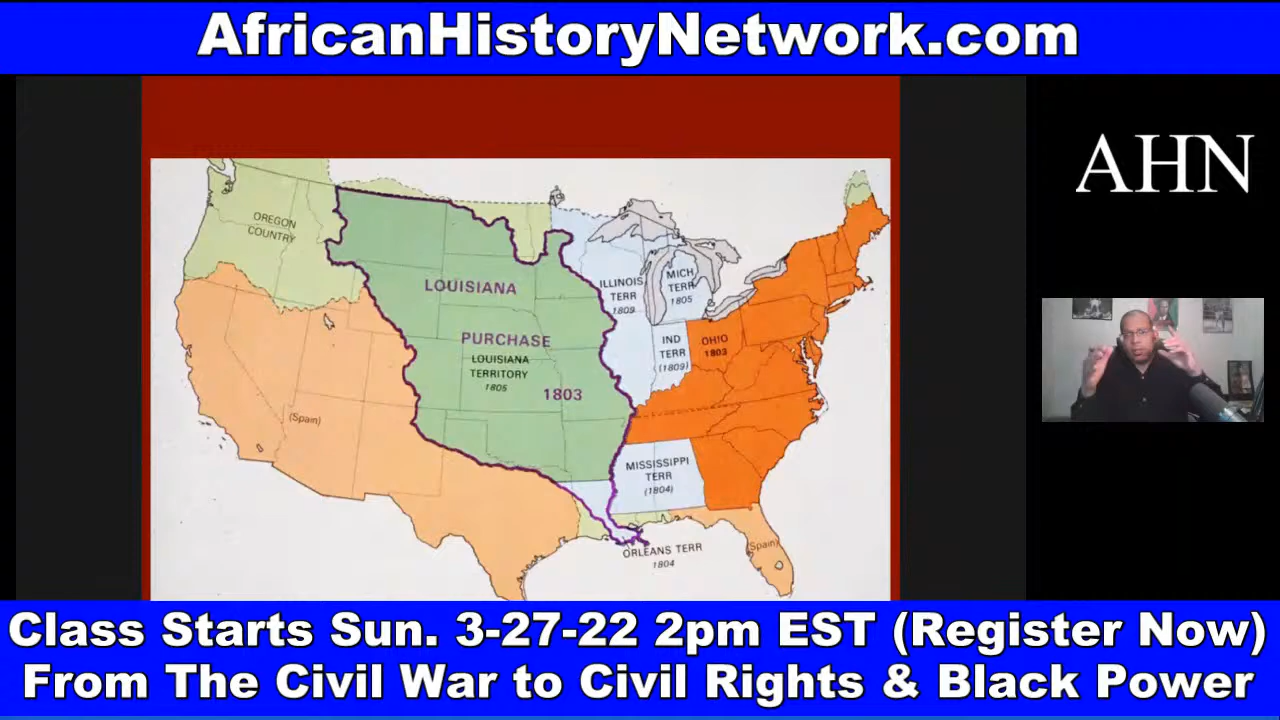 AfricanHistoryNetwork.com
AHN
OREGON
COUNTRY
LOUISIANA
PURCHASE
LOUISIANA
TERRITORY
1805
1803
ILLINOIS
TERR
1809
MICH
TERR
1805
IND
TERR
(1809)
OHIO
1803
(Spain)
MISSISSIPPI
TERR
(1804)
ORLEANS TERR
1804
(Spain)
Class Starts Sun. 3-27-22 2pm EST (Register Now)
From The Civil War to Civil Rights & Black Power